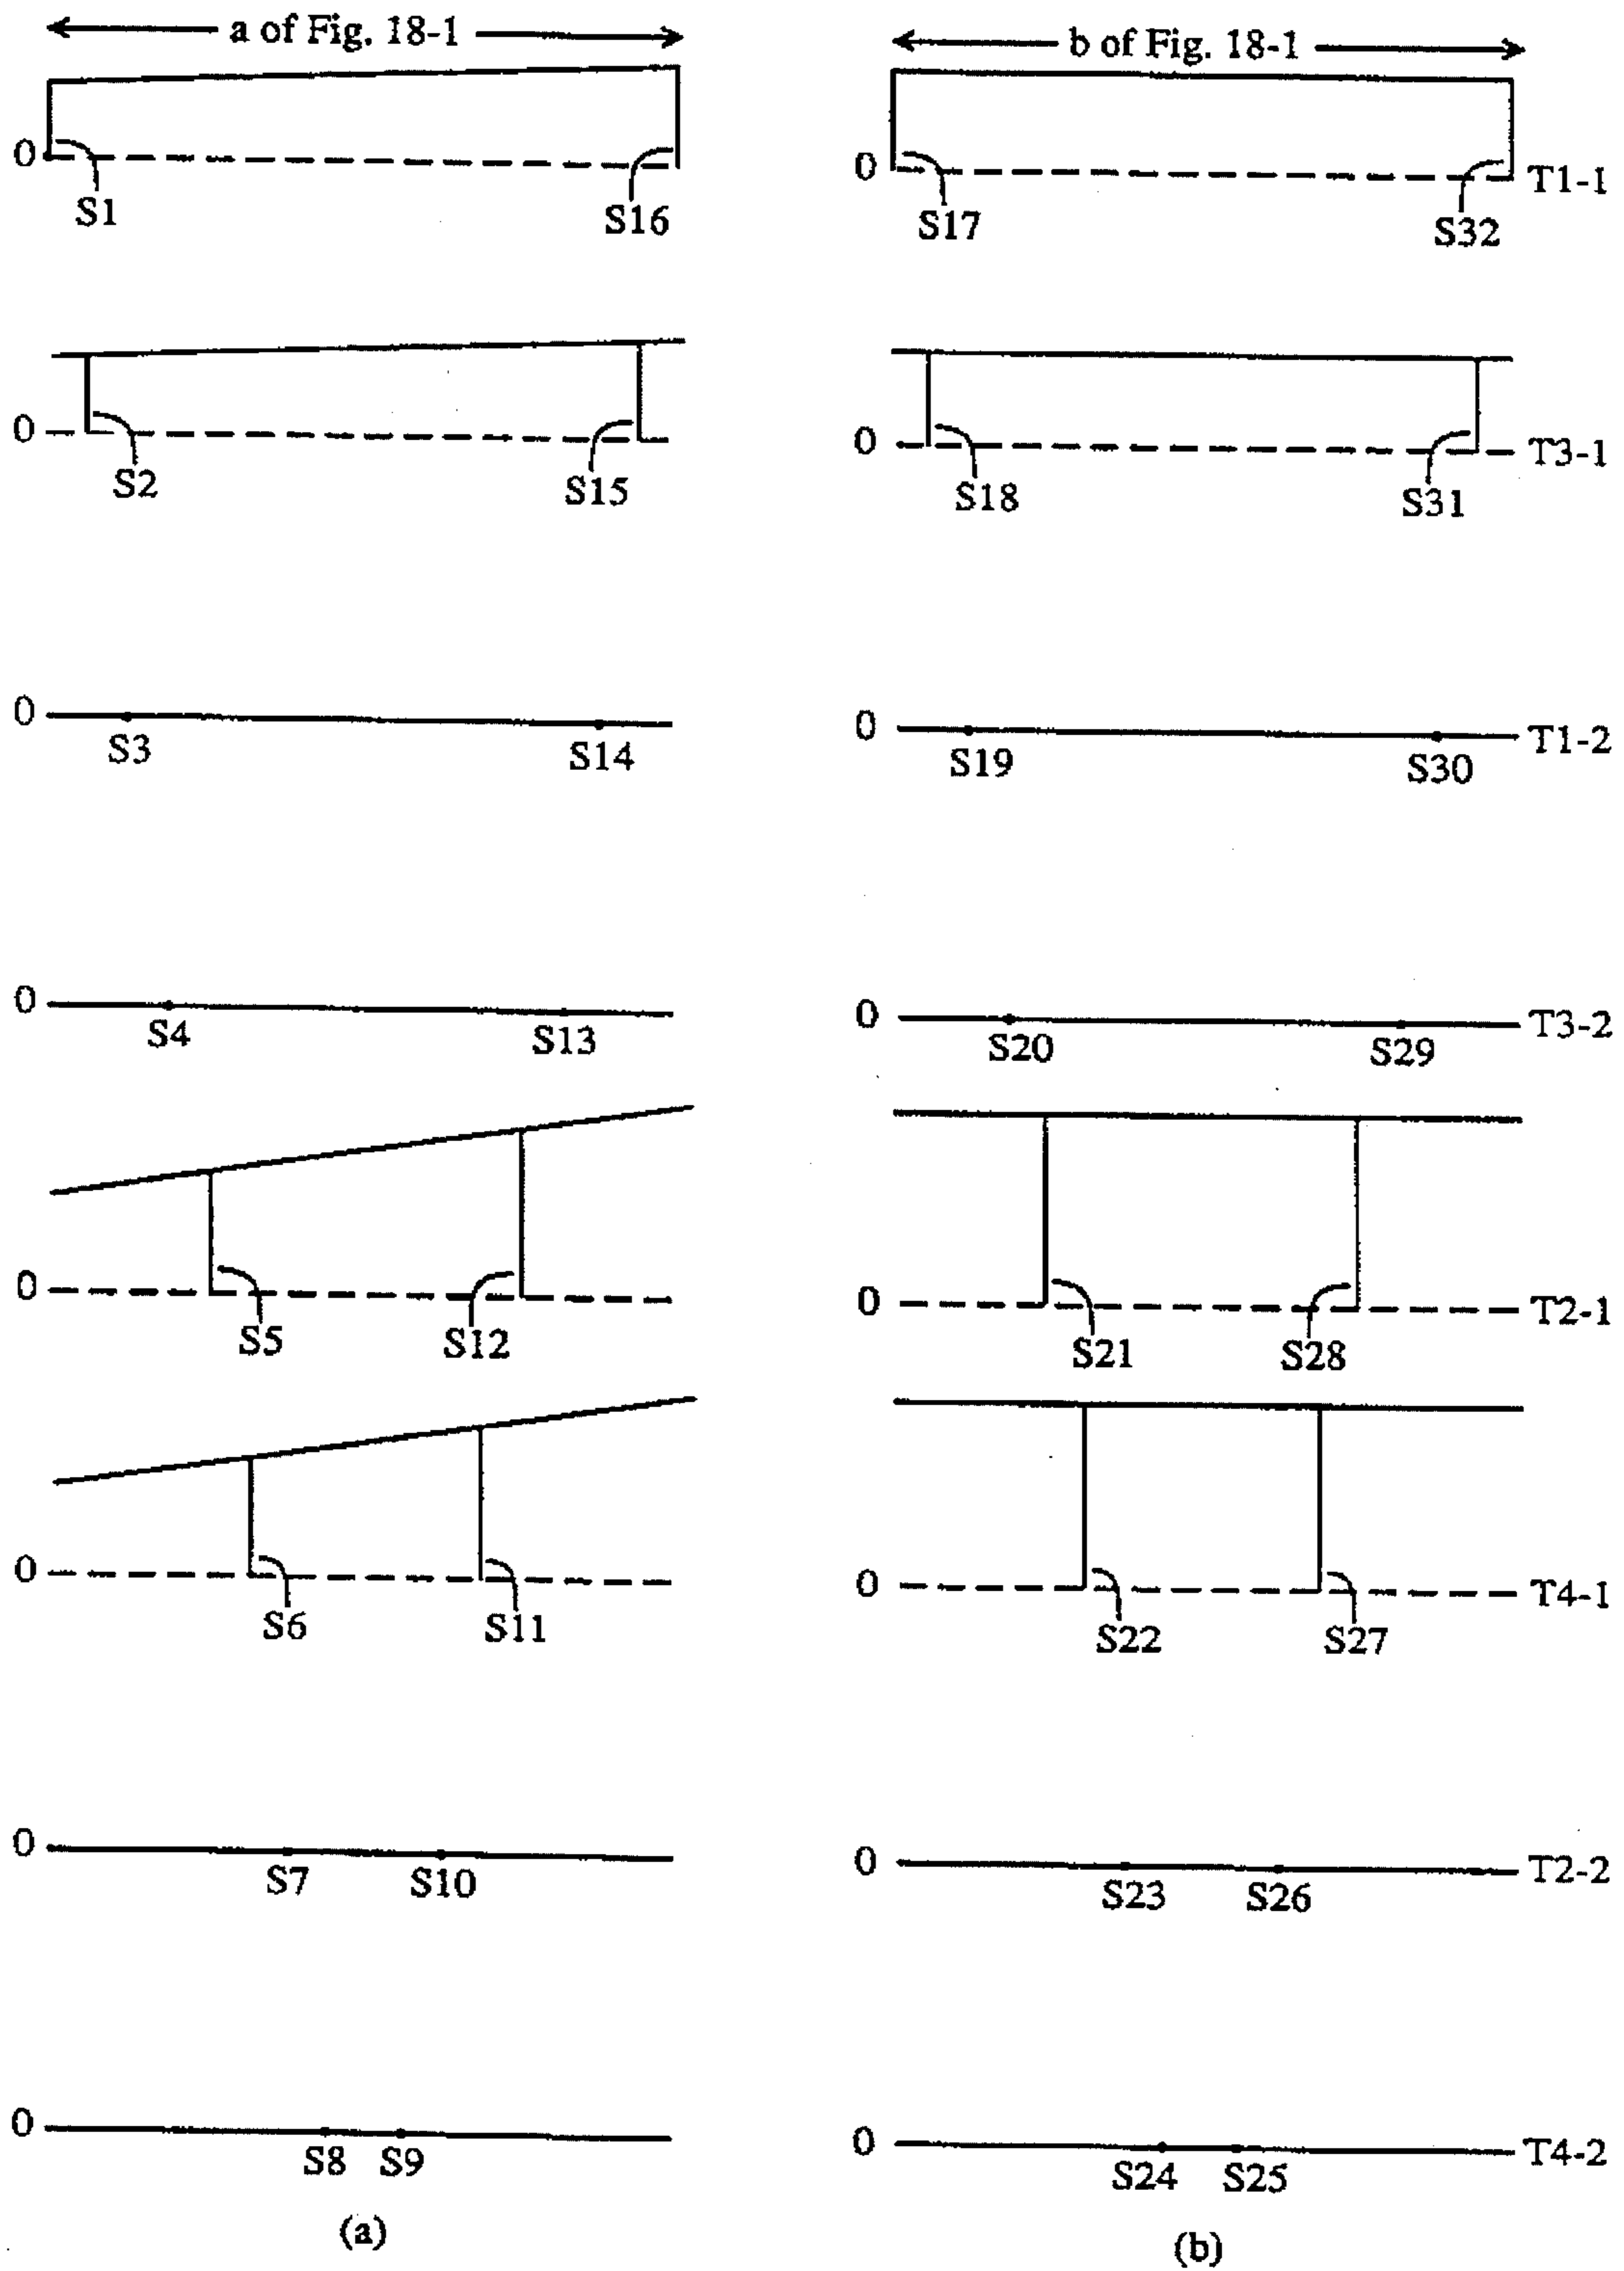 a of Fig. 18-1
b of Fig. 18-1
0
0
T1-1
S1
S16
S17
S32
0
0
T3-1
S2
S15
S18
S31
0
0
T1-2
S3
S14
S19
S30
0
0
T3-2
S4
S13
S20
S29
0
0
T2-1
S5
S12
S21
S28
0
0
T4-1
S6
S11
S22
S27
0
0
T2-2
S7
S10
S23
S26
0
0
T4-2
S8
S9
S24
S25
(a)
(b)